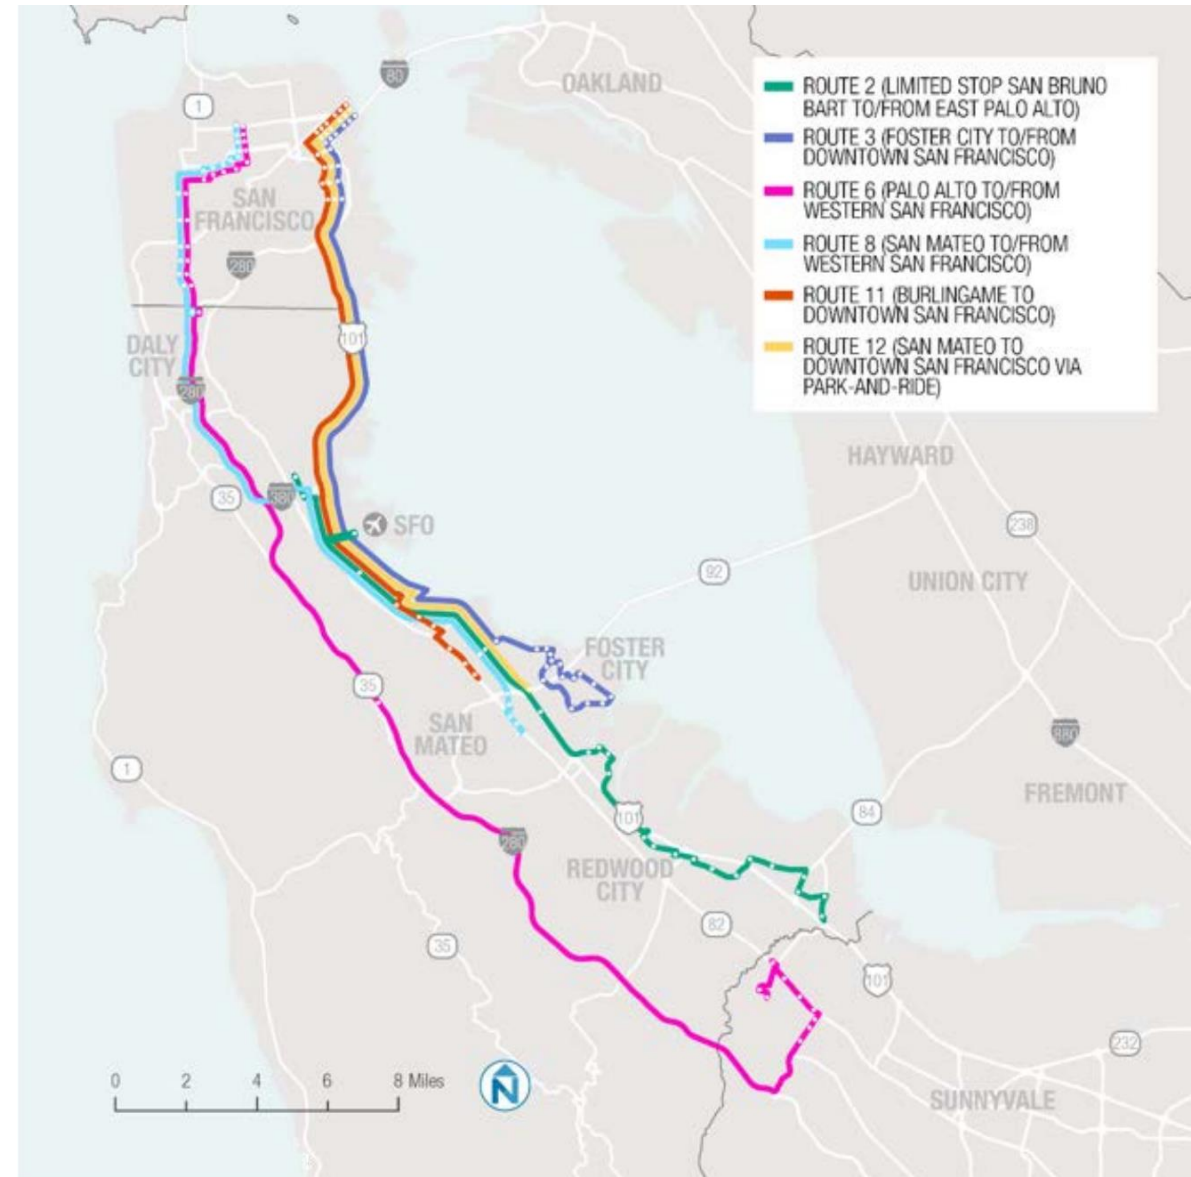 80
OAKLAND
1
SAN
FRANCISCO
280
101
DALY
CITY
280
ROUTE 2 (LIMITED STOP SAN BRUNO
BART TO/FROM EAST PALO ALTO)
ROUTE 3 (FOSTER CITY TO/FROM
DOWNTOWN SAN FRANCISCO)
ROUTE 6 (PALO ALTO TO/FROM
WESTERN SAN FRANCISCO)
ROUTE 8 (SAN MATEO TO/FROM
WESTERN SAN FRANCISCO)
ROUTE 11 (BURLINGAME TO
DOWNTOWN SAN FRANCISCO)
ROUTE 12 (SAN MATEO TO
DOWNTOWN SAN FRANCISCO VIA
PARK-AND-RIDE)
HAYWARD
35
380
SFO
238
92
UNION CITY
FOSTER
CITY
35
SAN
MATEO
880
1
FREMONT
84
101
280
REDWOOD
CITY
82
35
101
232
0 2 4 6 8 Miles
N
SUNNYVALE